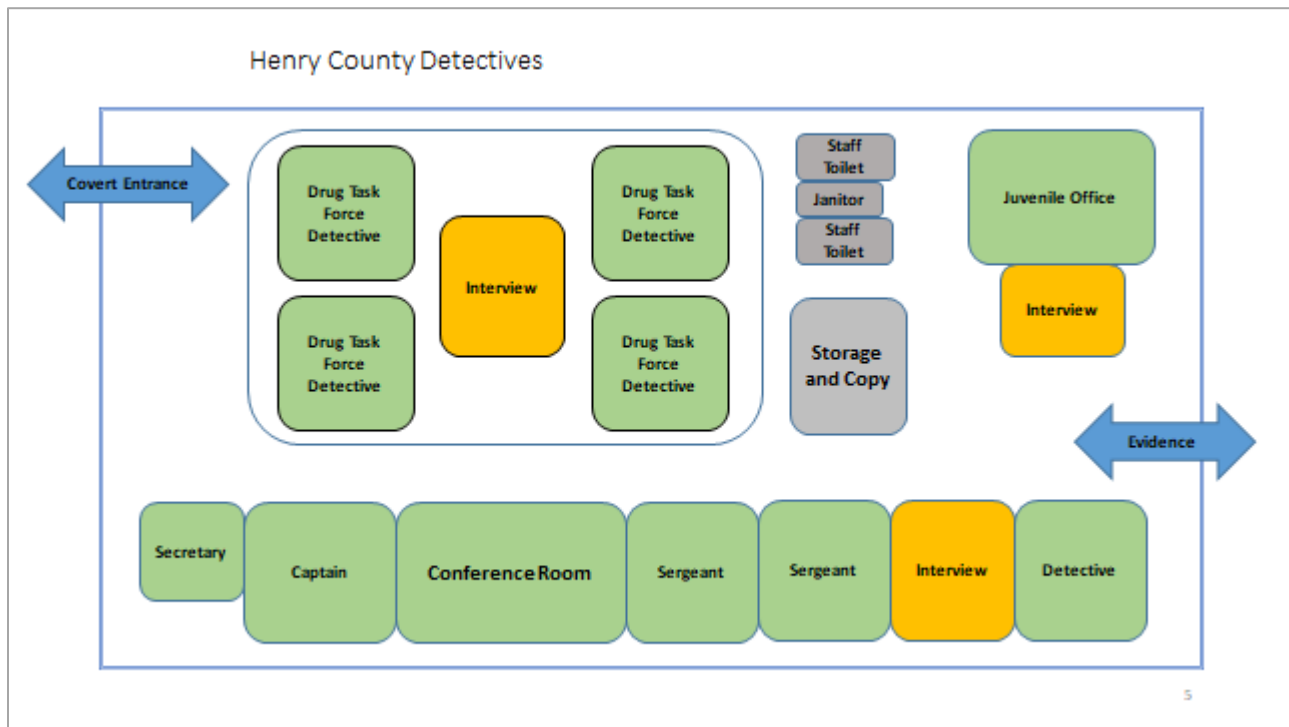 Henry County Detectives
Covert Entrance
Drug Task
Force
Detective
Drug Task
Force
Detective
Interview
Drug Task
Force
Detective
Drug Task
Force
Detective
Staff
Toilet
Janitor
Staff
Toilet
Storage
and Copy
Juvenile Office
Interview
Evidence
Secretary
Captain
Conference Room
Sergeant
Sergeant
Interview
Detective
5